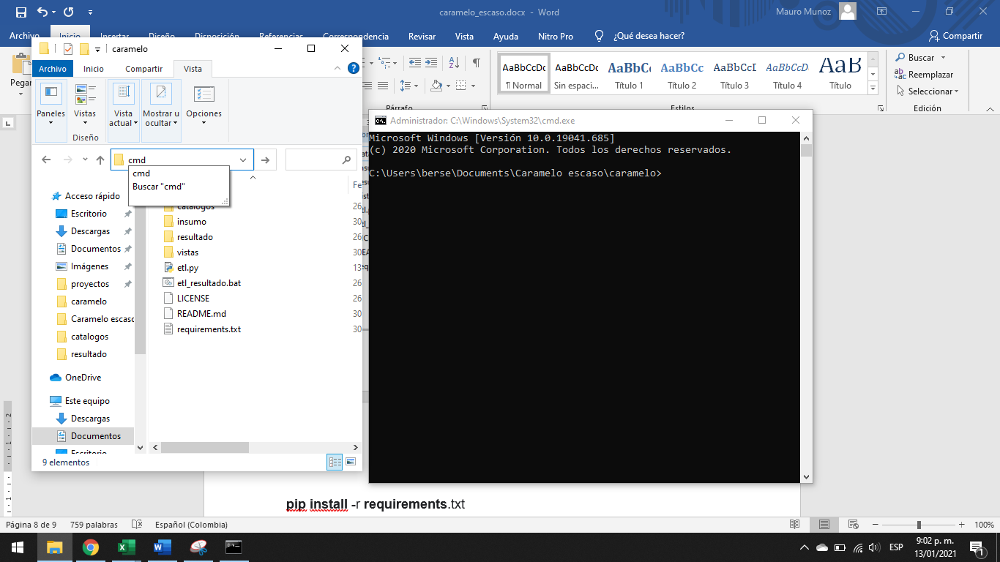 caramelo_escaso.docx - Word
Mauro Munoz
Archivo Inicio Insertar Diseño Disposición Referencias Correspondencia Revisar Vista Ayuda Nitro Pro ¿Qué desea hacer? Compartir
Pegar
Párrafo
AaBbCcDc AaBbCcDc AaBbCc AaBbCc AaBbCcD AaBbCcD AaB
¶ Normal Sin espaci... Título 1 Título 2 Título 3 Título 4 Título
Estilos
Buscar
Reemplazar
Seleccionar
Edición
caramelo
Archivo Inicio Compartir Vista
Paneles
Vistas
Diseño
Vista actual
Mostrar u ocultar
Opciones
cmd
cmd
Buscar "cmd"
Fe
Acceso rápido
Escritorio
Descargas
Documentos
Imágenes
proyectos
caramelo
Caramelo escaso
catalogos
resultado
OneDrive
Este equipo
Descargas
Documentos
Escritorio
catalogos 26
insumo 30
resultado 26
vistas 30
etl.py 13
etl_resultado.bat 26
LICENSE 26
README.md 30
requirements.txt 30
9 elementos
Administrador: C:\Windows\System32\cmd.exe
Microsoft Windows [Versión 10.0.19041.685]
(c) 2020 Microsoft Corporation. Todos los derechos reservados.
C:\Users\berse\Documents\Caramelo escaso\caramelo>
pip install -r requirements.txt
Página 8 de 9 759 palabras Español (Colombia) 100%
ESP
9:02 p. m.
13/01/2021
1